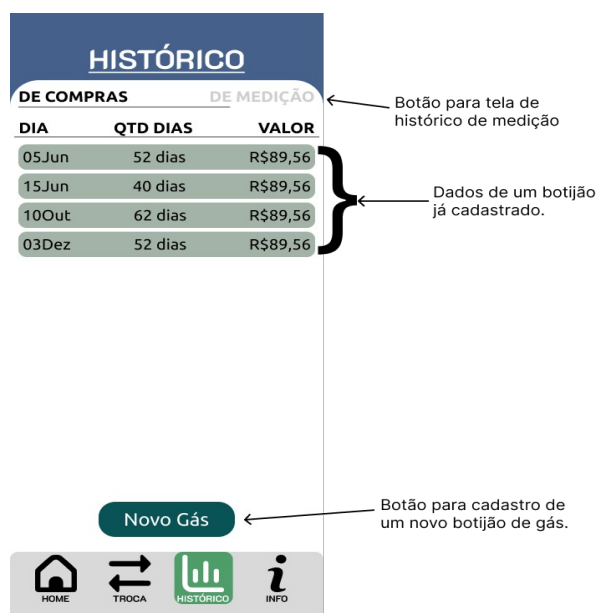 HISTÓRICO
DE COMPRAS DE MEDIÇÃO
Botão para tela de
histórico de medição
DIA QTD DIAS VALOR
05Jun 52 dias R$89,56
15Jun 40 dias R$89,56
10Out 62 dias R$89,56
03Dez 52 dias R$89,56
Dados de um botijão
já cadastrado.
Novo Gás
Botão para cadastro de
um novo botijão de gás.
HOME TROCA HISTÓRICO INFO